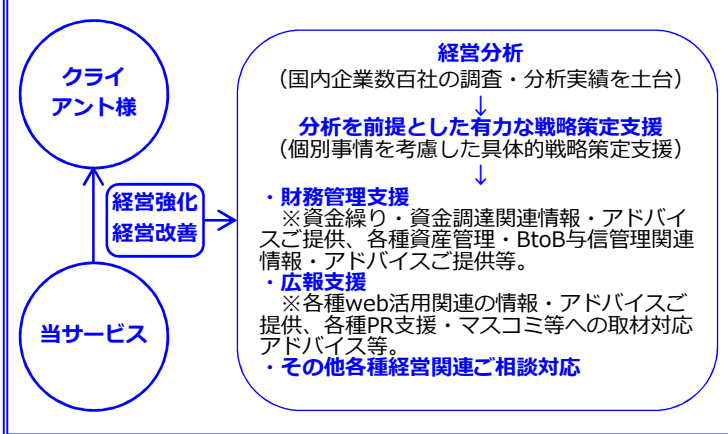 クライ
アント様
経営強化
経営改善
当サービス
経営分析
（国内企業数百社の調査・分析実績を土台）
↓
分析を前提とした有力な戦略策定支援
（個別事情を考慮した具体的戦略策定支援）
↓
・財務管理支援
※資金繰り・資金調達関連情報・アドバイ
スご提供、各種資産管理・BtoB与信管理関連
情報・アドバイスご提供等。
・広報支援
※各種web活用関連の情報・アドバイスご
提供、各種PR支援・マスコミ等への取材対応
アドバイス等。
・その他各種経営関連ご相談対応